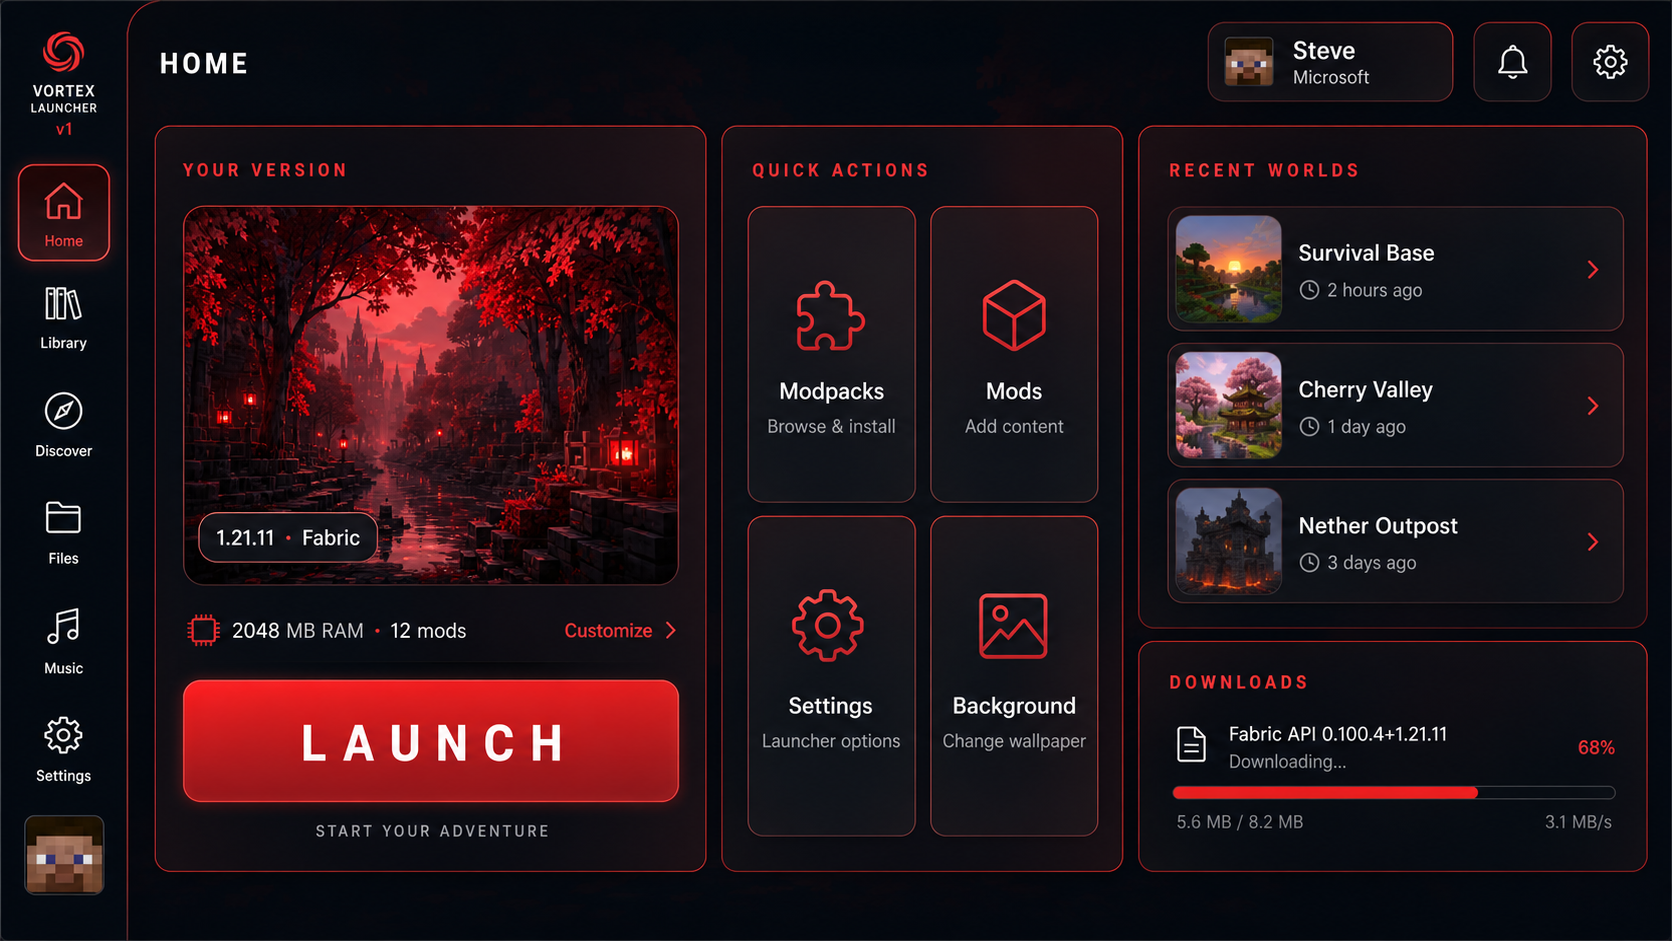 VORTEX
LAUNCHER
v1
Home
Library
Discover
Files
Music
Settings
HOME
Steve
Microsoft
YOUR VERSION
1.21.11 • Fabric
2048 MB RAM • 12 mods
Customize
LAUNCH
START YOUR ADVENTURE
QUICK ACTIONS
Modpacks
Browse & install
Mods
Add content
Settings
Launcher options
Background
Change wallpaper
RECENT WORLDS
Survival Base
2 hours ago
Cherry Valley
1 day ago
Nether Outpost
3 days ago
DOWNLOADS
Fabric API 0.100.4+1.21.11
Downloading...
68%
5.6 MB / 8.2 MB
3.1 MB/s